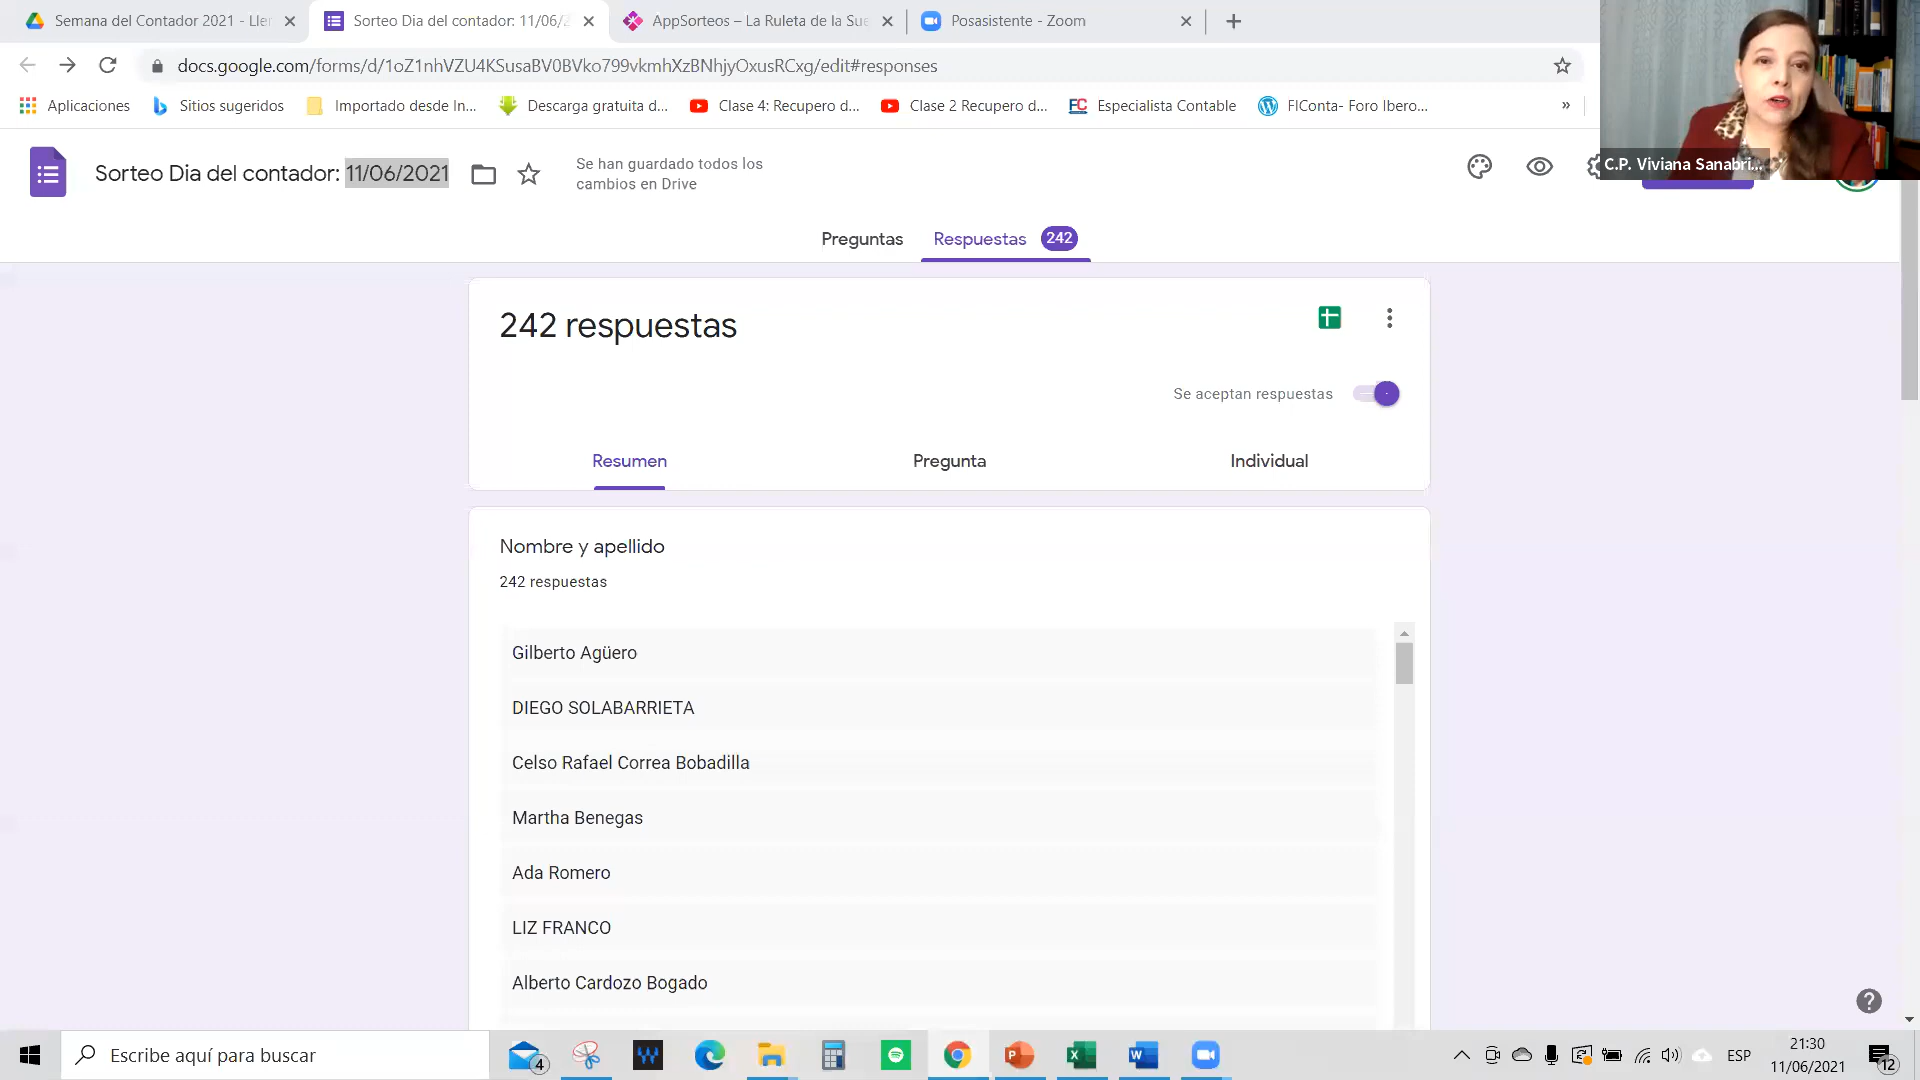 Semana del Contador 2021 - Ller
Sorteo Dia del contador: 11/06/2
AppSorteos – La Ruleta de la Sue
Posasistente - Zoom
docs.google.com/forms/d/1oZ1nhVZU4KSusaBV0BVko799vkmhXzBNhjyOxusRCxg/edit#responses
Aplicaciones
Sitios sugeridos
Importado desde In...
Descarga gratuita d...
Clase 4: Recupero d...
Clase 2 Recupero d...
FC Especialista Contable
FIConta- Foro Ibero...
»
C.P. Viviana Sanabri...
Sorteo Dia del contador: 11/06/2021
Se han guardado todos los
cambios en Drive
Preguntas
Respuestas 242
242 respuestas
Se aceptan respuestas
Resumen
Pregunta
Individual
Nombre y apellido
242 respuestas
Gilberto Agüero
DIEGO SOLABARRIETA
Celso Rafael Correa Bobadilla
Martha Benegas
Ada Romero
LIZ FRANCO
Alberto Cardozo Bogado
Escribe aquí para buscar
4
ESP
21:30
11/06/2021
12